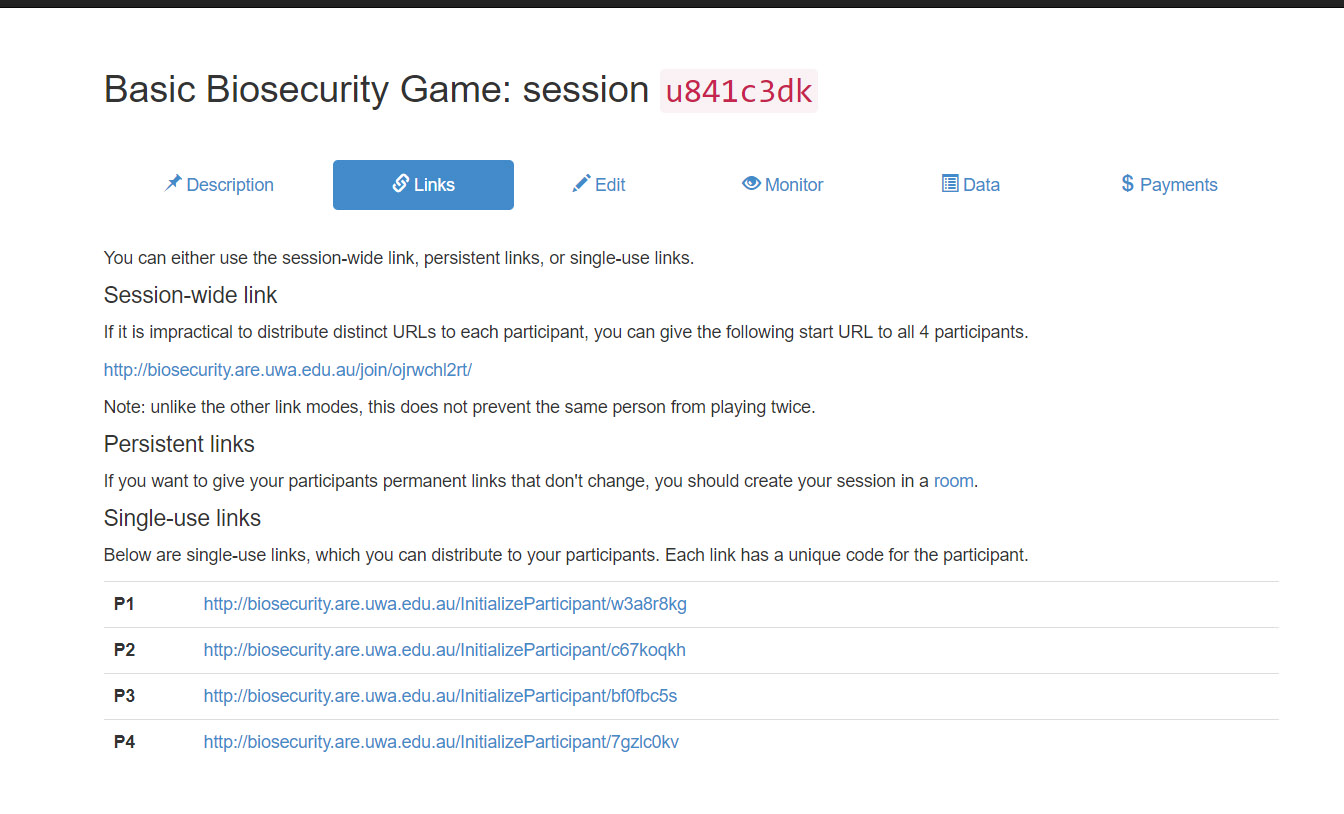 Basic Biosecurity Game: session u841c3dk
Description Links Edit Monitor Data $ Payments
You can either use the session-wide link, persistent links, or single-use links.
Session-wide link
If it is impractical to distribute distinct URLs to each participant, you can give the following start URL to all 4 participants.
http://biosecurity.are.uwa.edu.au/join/ojrwchl2rt/
Note: unlike the other link modes, this does not prevent the same person from playing twice.
Persistent links
If you want to give your participants permanent links that don't change, you should create your session in a room.
Single-use links
Below are single-use links, which you can distribute to your participants. Each link has a unique code for the participant.
P1 http://biosecurity.are.uwa.edu.au/InitializeParticipant/w3a8r8kg
P2 http://biosecurity.are.uwa.edu.au/InitializeParticipant/c67koqkh
P3 http://biosecurity.are.uwa.edu.au/InitializeParticipant/bf0fbc5s
P4 http://biosecurity.are.uwa.edu.au/InitializeParticipant/7gzlc0kv